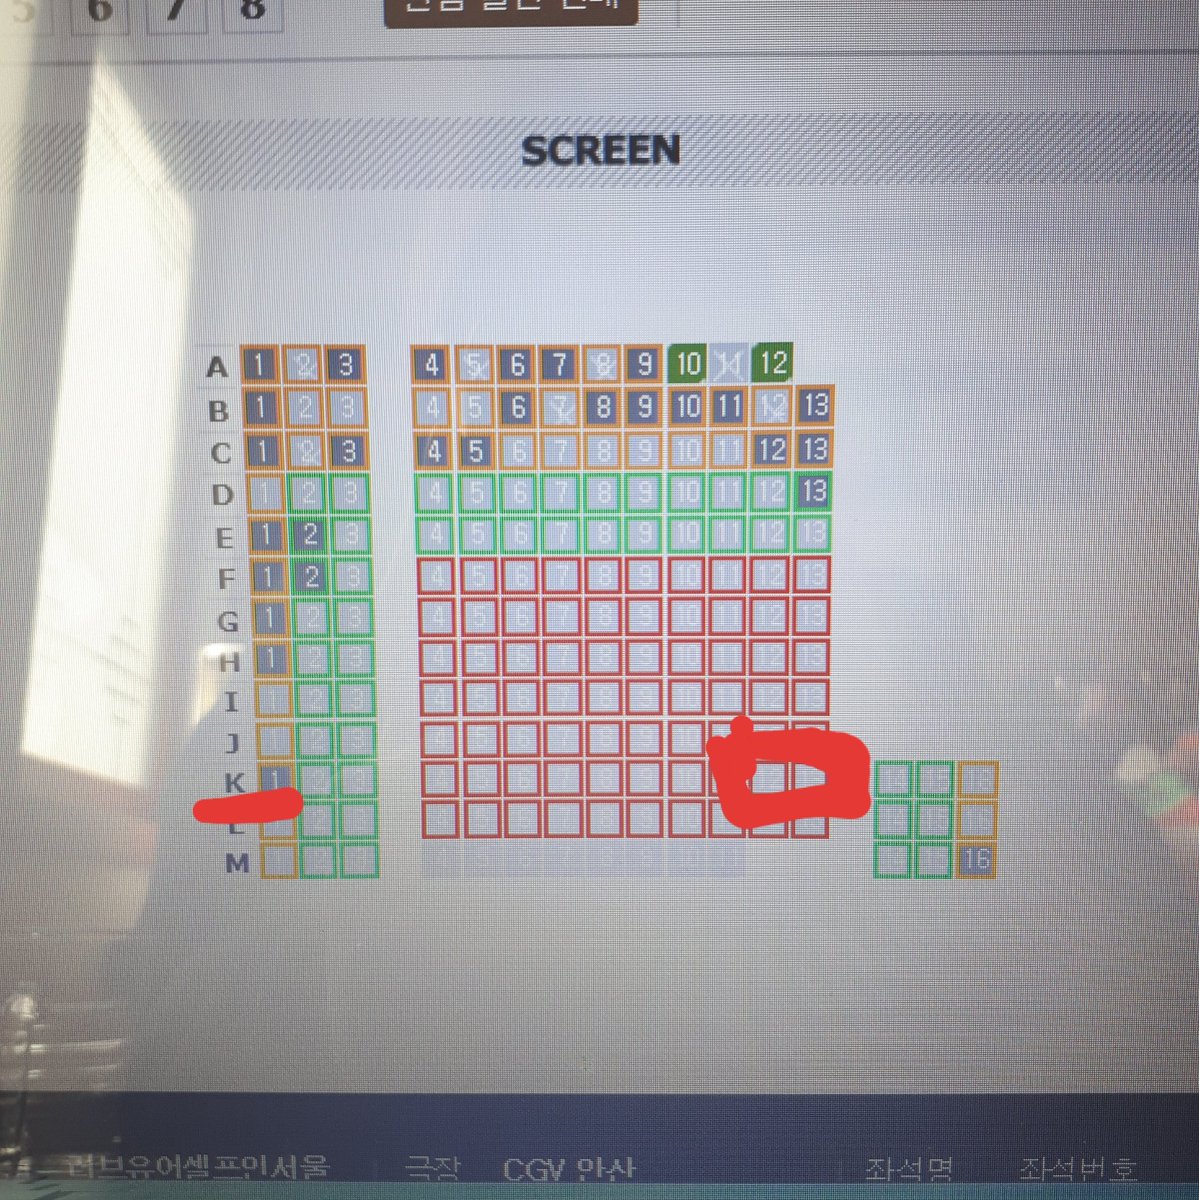 5 6 7 8
SCREEN
A 1 2 3 4 5 6 7 8 9 10 11 12
B 1 2 3 4 5 6 7 8 9 10 11 12 13
C 1 2 3 4 5 6 7 8 9 10 11 12 13
D 1 2 3 4 5 6 7 8 9 10 11 12 13
E 1 2 3 4 5 6 7 8 9 10 11 12 13
F 1 2 3 4 5 6 7 8 9 10 11 12 13
G 1 2 3 4 5 6 7 8 9 10 11 12 13
H 1 2 3 4 5 6 7 8 9 10 11 12 13
I 1 2 3 4 5 6 7 8 9 10 11 12 13
J 1 2 3 4 5 6 7 8 9 10
K 1 2 3 4 5 6 7 8 9 10
L
M 1 2 3 16
러브유어셀프인서울 극장 CGV 안산 좌석명 좌석번호